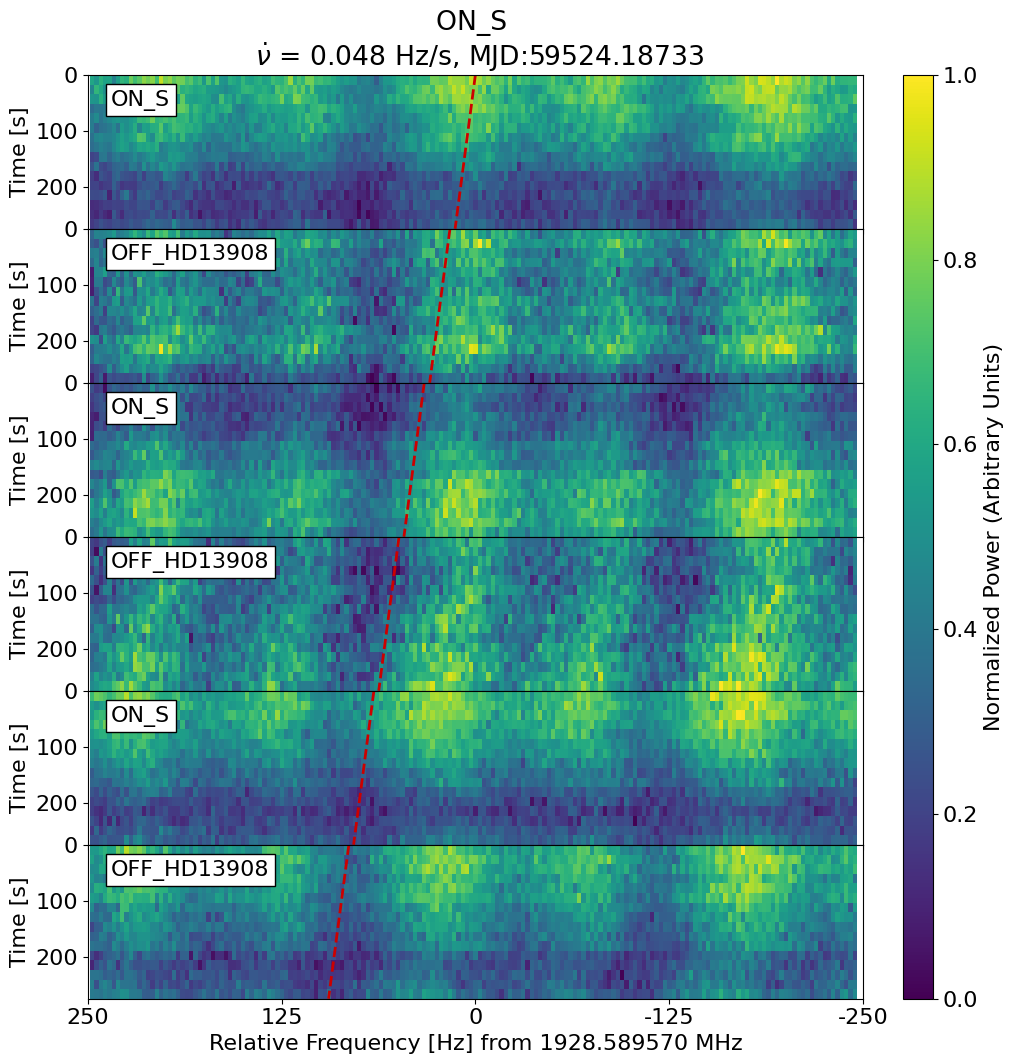 ON_S
ν̇ = 0.048 Hz/s, MJD:59524.18733
0
100
200
Time [s]
ON_S
0
100
200
Time [s]
OFF_HD13908
0
100
200
Time [s]
ON_S
0
100
200
Time [s]
OFF_HD13908
0
100
200
Time [s]
ON_S
0
100
200
Time [s]
OFF_HD13908
250 125 0 -125 -250
Relative Frequency [Hz] from 1928.589570 MHz
1.0
0.8
0.6
0.4
0.2
0.0
Normalized Power (Arbitrary Units)